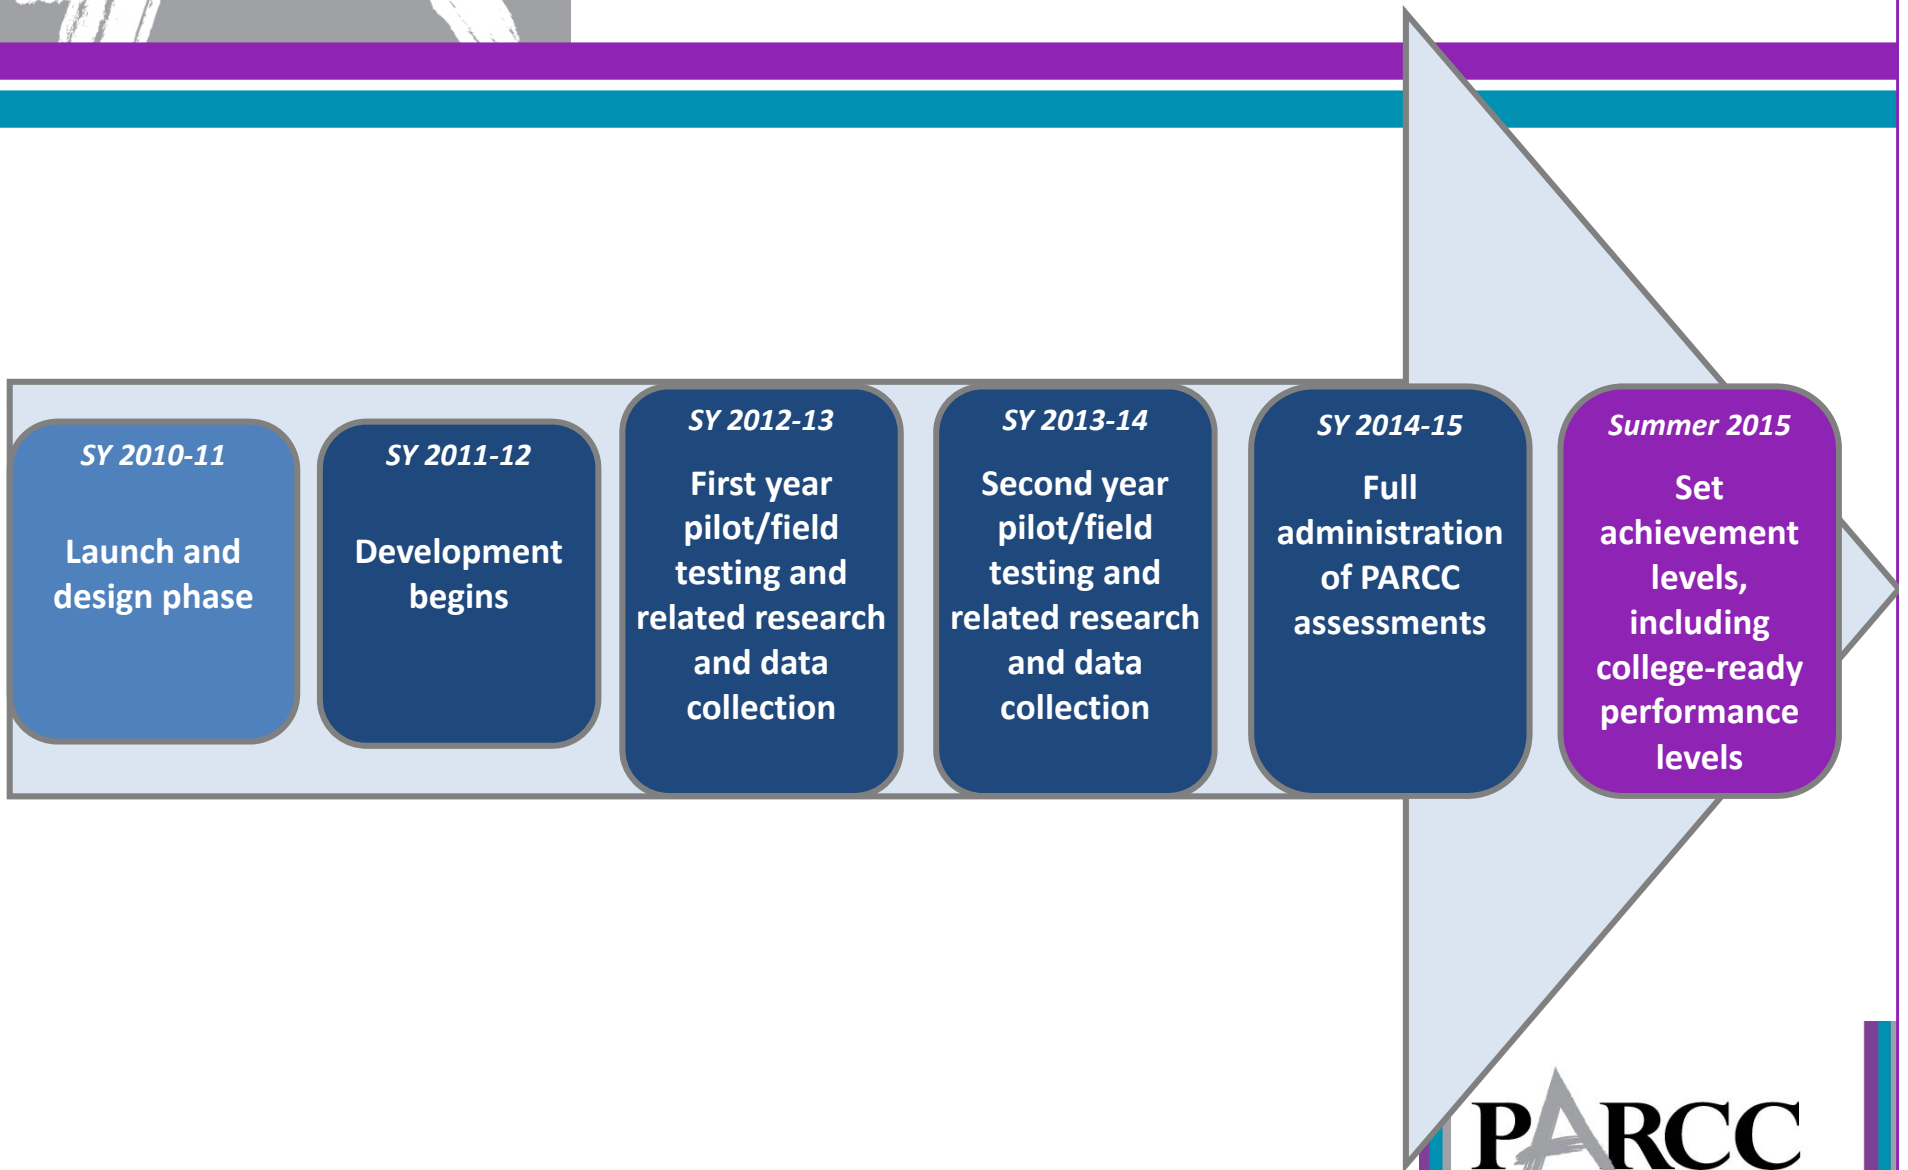 SY 2010-11
Launch and
design phase
SY 2011-12
Development
begins
SY 2012-13
First year
pilot/field
testing and
related research
and data
collection
SY 2013-14
Second year
pilot/field
testing and
related research
and data
collection
SY 2014-15
Full
administration
of PARCC
assessments
Summer 2015
Set
achievement
levels,
including
college-ready
performance
levels
PARCC